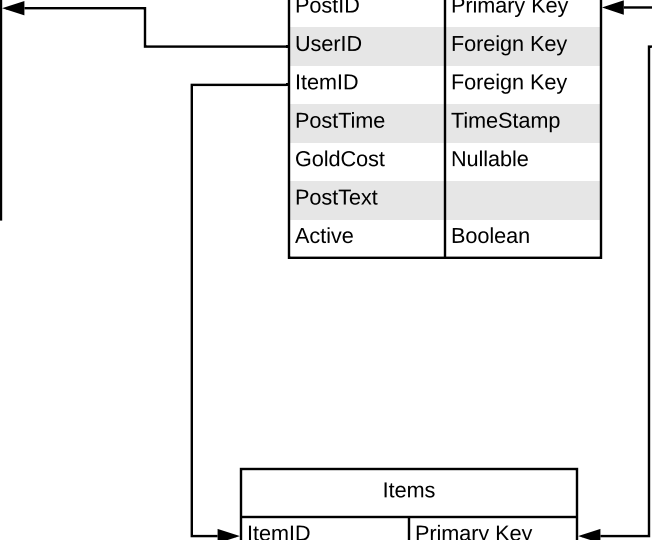 PostID Primary Key
UserID Foreign Key
ItemID Foreign Key
PostTime TimeStamp
GoldCost Nullable
PostText
Active Boolean
Items
ItemID Primary Key